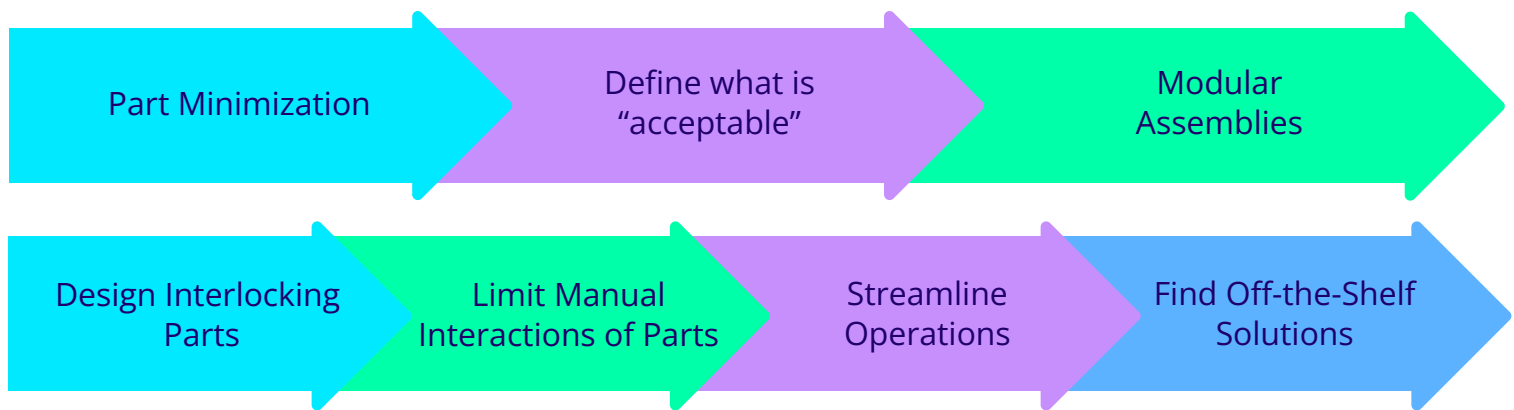 Part Minimization
Define what is
“acceptable”
Modular
Assemblies
Design Interlocking
Parts
Limit Manual
Interactions of Parts
Streamline
Operations
Find Off-the-Shelf
Solutions